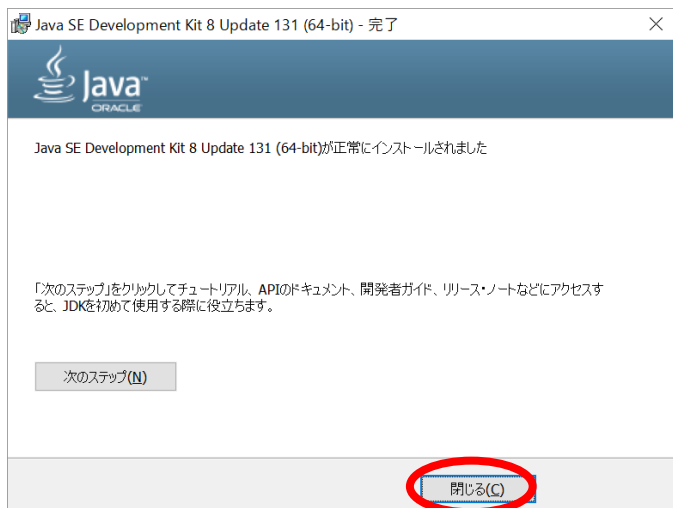 Java SE Development Kit 8 Update 131 (64-bit) - 完了
Java™
ORACLE
Java SE Development Kit 8 Update 131 (64-bit)が正常にインストールされました
「次のステップ」をクリックしてチュートリアル、APIのドキュメント、開発者ガイド、リリース・ノートなどにアクセスす
ると、JDKを初めて使用する際に役立ちます。
次のステップ(N)
閉じる(C)